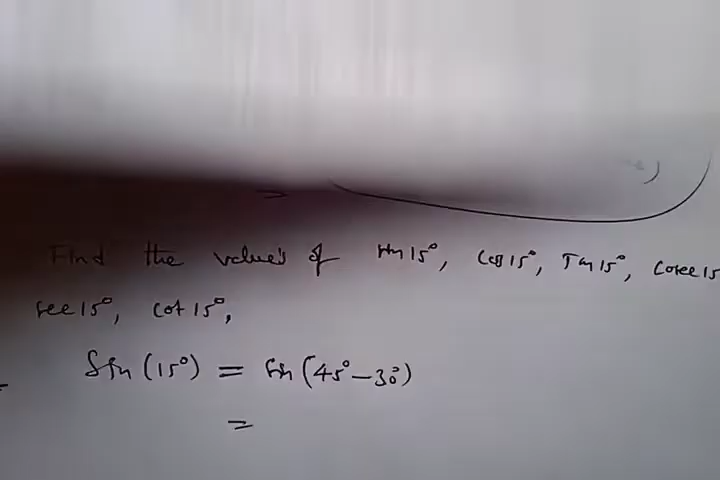 Find the value's of sin 15°, Cos 15°, Tan 15°, Cosec 15
sec 15°, cot 15°,
Sin (15°) = sin (45° - 30°)
=